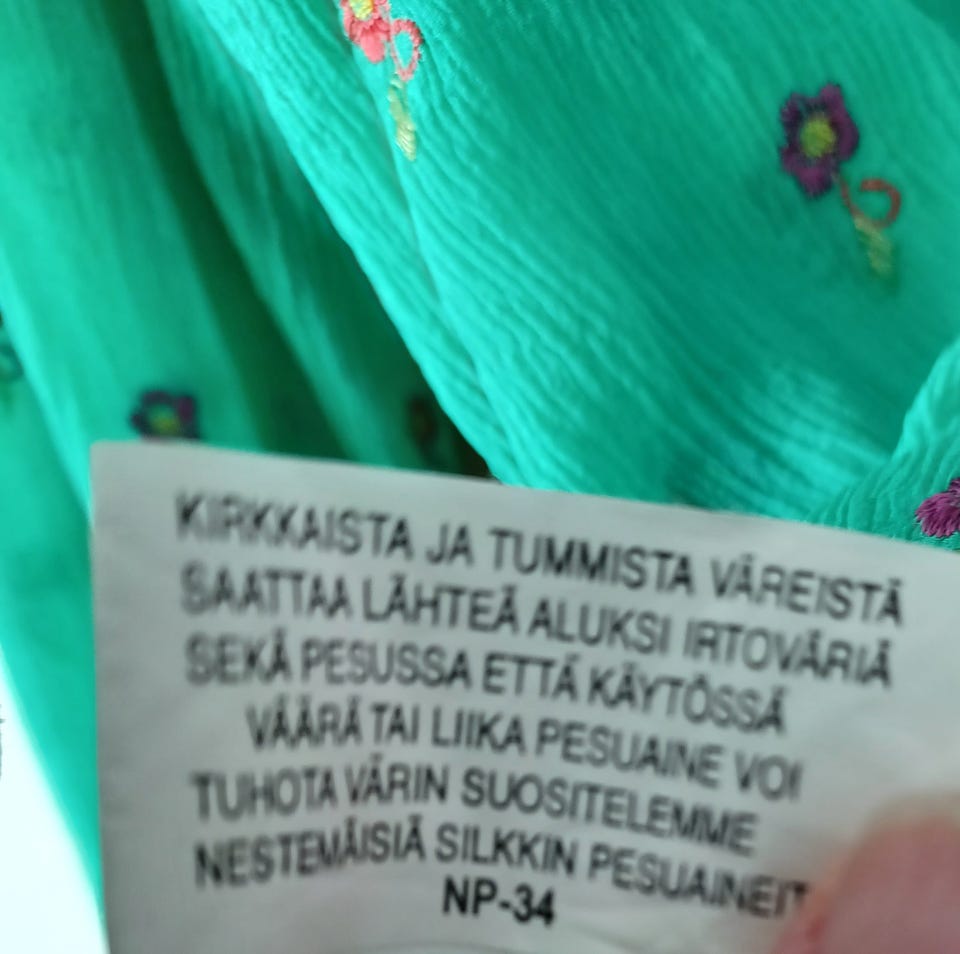 KIRKKAISTA JA TUMMISTA VÄREISTÄ
SAATTAA LÄHTEÄ ALUKSI IRTOVÄRIÄ
SEKÄ PESUSSA ETTÄ KÄYTÖSSÄ
VÄÄRÄ TAI LIIKA PESUAINE VOI
TUHOTA VÄRIN SUOSITELEMME
NESTEMÄISIÄ SILKKIN PESUAINEIT
NP-34